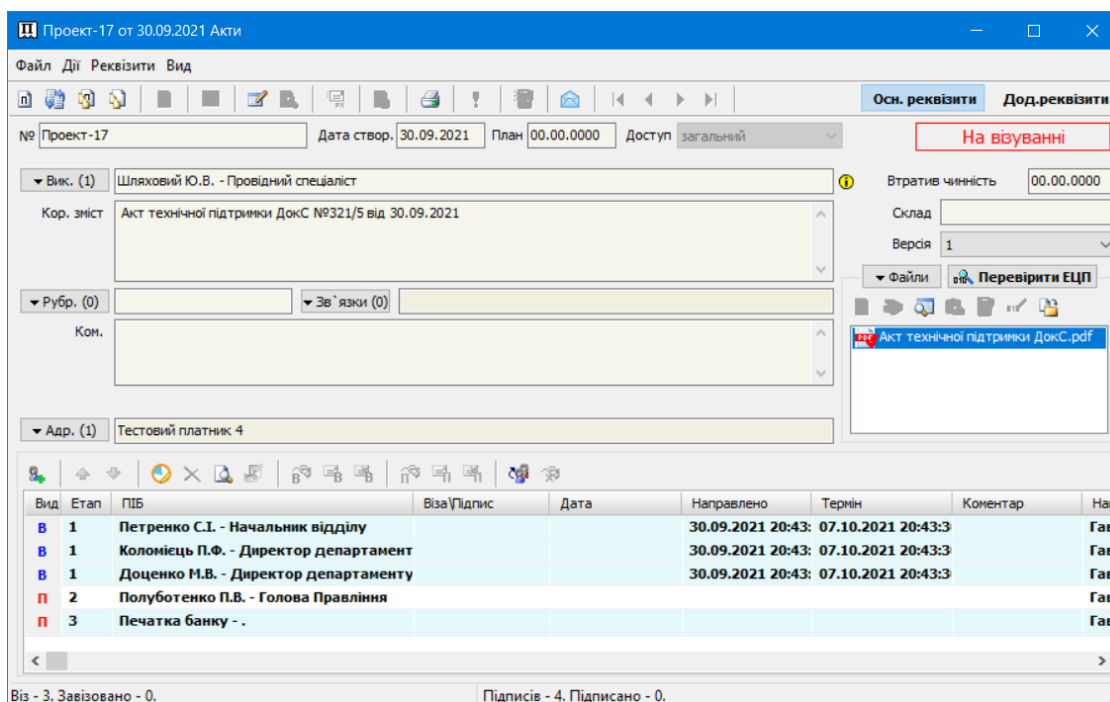 Проект-17 от 30.09.2021 Акти
Файл Дії Реквізити Вид
Осн. реквізити Дод.реквізити
№ Проект-17 Дата створ. 30.09.2021 План 00.00.0000 Доступ загальний На візуванні
Вик. (1) Шляховий Ю.В. - Провідний спеціаліст Втратив чинність 00.00.0000
Кор. зміст Акт технічної підтримки ДокС №321/5 від 30.09.2021 Склад
Версія 1
Файли Перевірити ЕЦП
Рубр. (0) Зв`язки (0)
Ком.
Акт технічної підтримки ДокС.pdf
Адр. (1) Тестовий платник 4
Вид Етап ПІБ Віза\Підпис Дата Направлено Термін Коментар
В 1 Петренко С.І. - Начальник відділу 30.09.2021 20:43: 07.10.2021 20:43:3
В 1 Коломієць П.Ф. - Директор департамент 30.09.2021 20:43: 07.10.2021 20:43:3
В 1 Доценко М.В. - Директор департаменту 30.09.2021 20:43: 07.10.2021 20:43:3
П 2 Полуботенко П.В. - Голова Правління
П 3 Печатка банку - .
Віз - 3. Завізовано - 0. Підписів - 4. Підписано - 0.